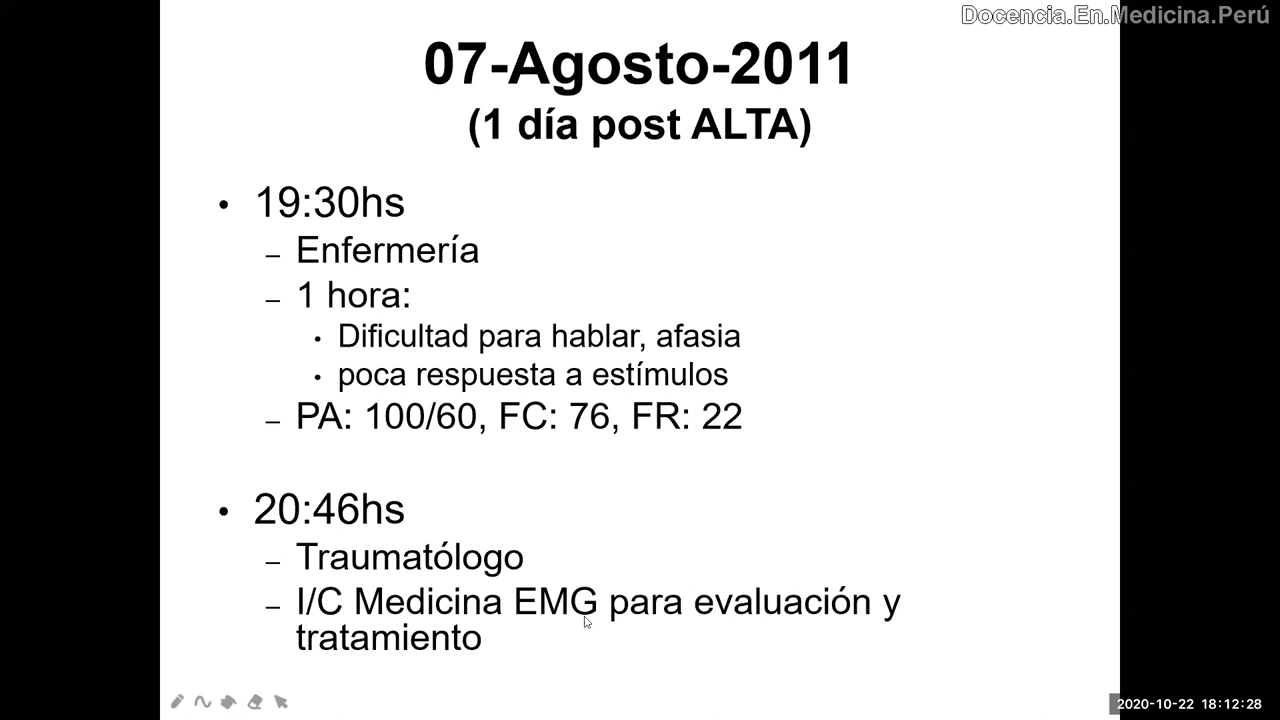 Docencia.En.Medicina.Perú
07-Agosto-2011
(1 día post ALTA)
• 19:30hs
– Enfermería
– 1 hora:
• Dificultad para hablar, afasia
• poca respuesta a estímulos
– PA: 100/60, FC: 76, FR: 22
• 20:46hs
– Traumatólogo
– I/C Medicina EMG para evaluación y
tratamiento
2020-10-22 18:12:28